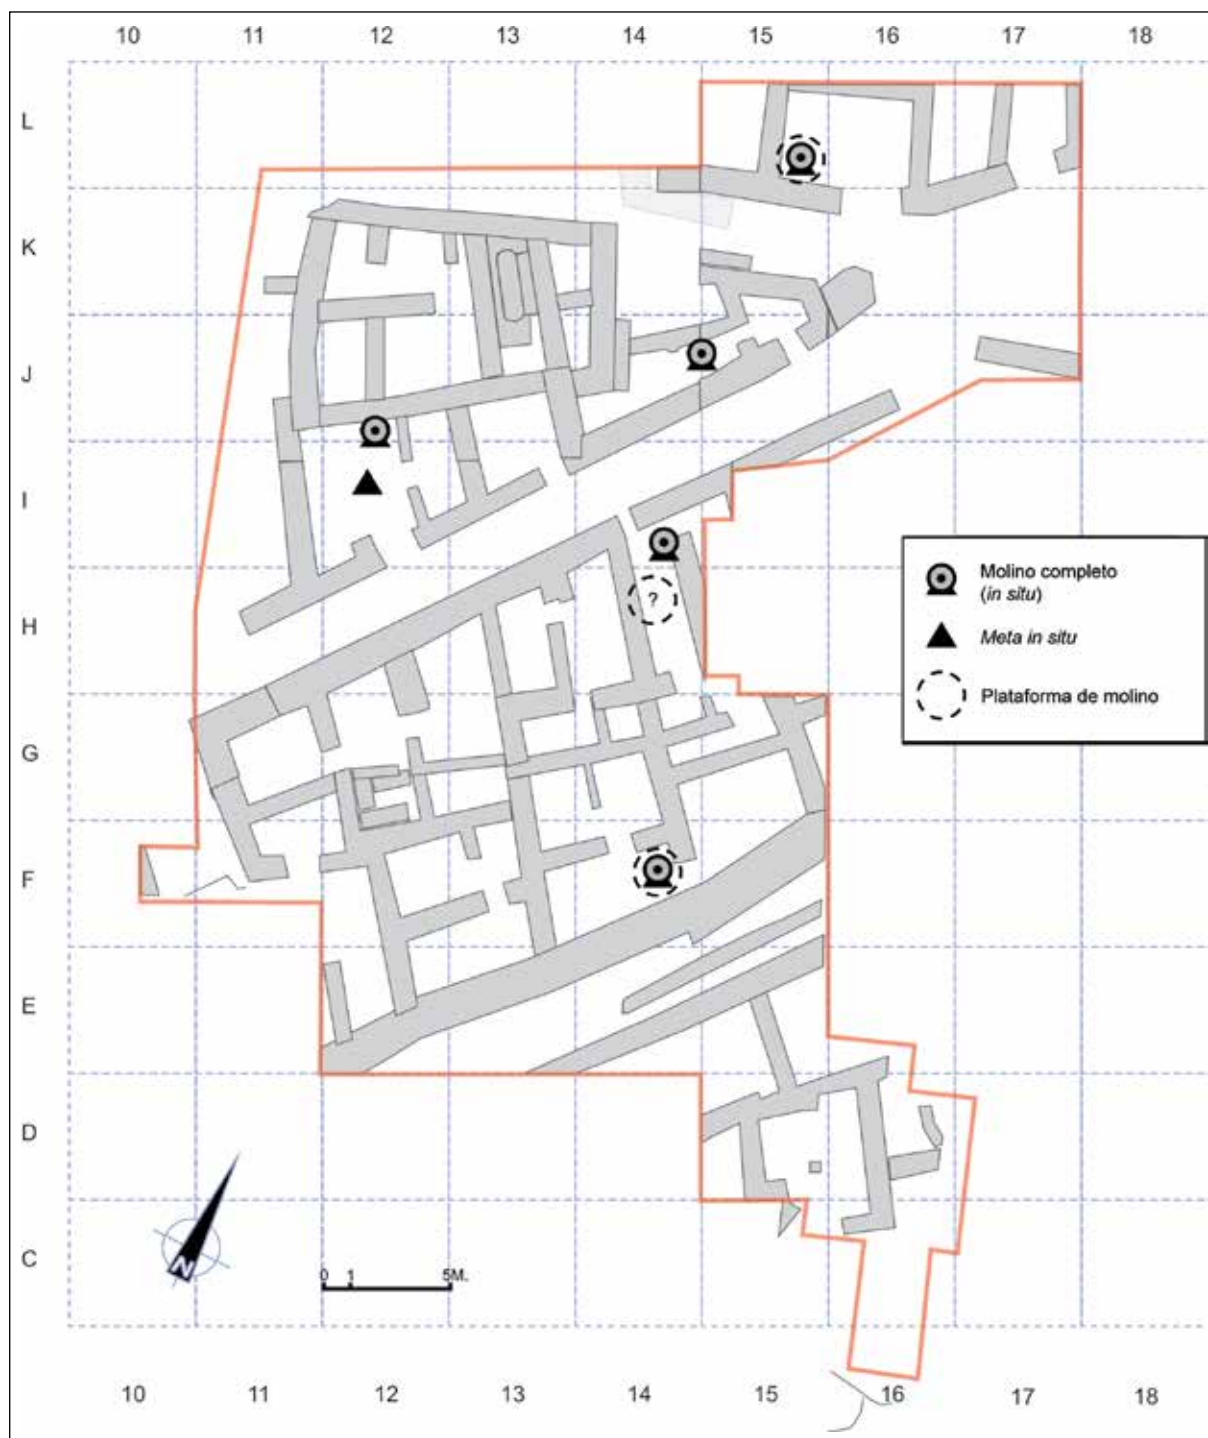 10 11 12 13 14 15 16 17 18
L
K
J
I
H
?
G
F
E
D
C
Molino completo
(in situ)
Meta in situ
Plataforma de molino
N
0 1 5M.
10 11 12 13 14 15 16 17 18